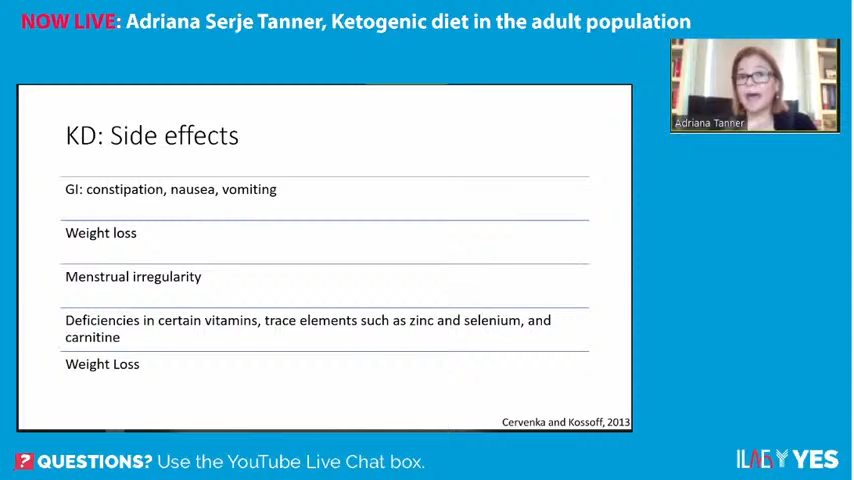 NOW LIVE: Adriana Serje Tanner, Ketogenic diet in the adult population
Adriana Tanner
KD: Side effects
GI: constipation, nausea, vomiting
Weight loss
Menstrual irregularity
Deficiencies in certain vitamins, trace elements such as zinc and selenium, and
carnitine
Weight Loss
Cervenka and Kossoff, 2013
? QUESTIONS? Use the YouTube Live Chat box.
ILAE YES